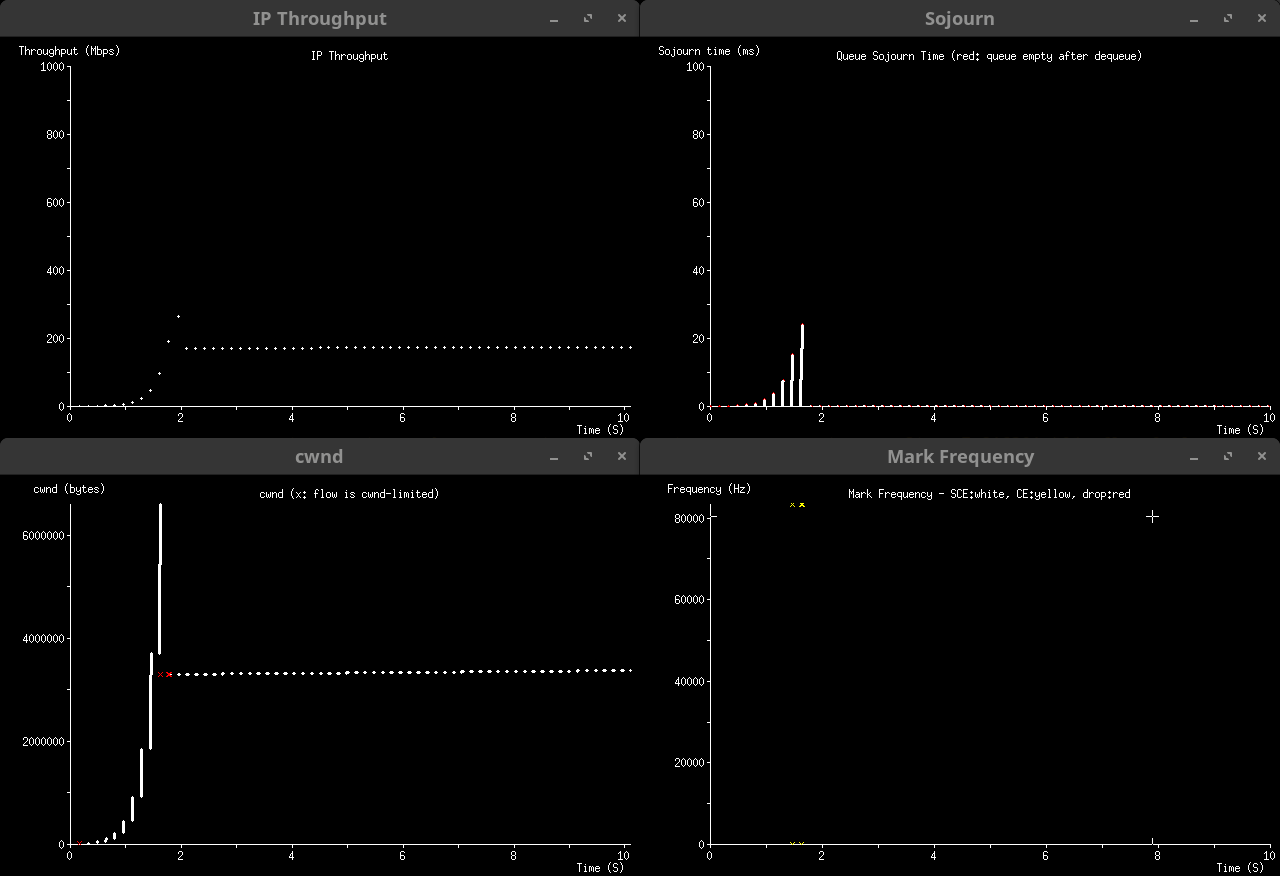 IP Throughput
Throughput (Mbps)
IP Throughput
1000
800
600
400
200
0
0 2 4 6 8 10
Time (S)
Sojourn
Sojourn time (ms)
Queue Sojourn Time (red: queue empty after dequeue)
100
80
60
40
20
0
0 2 4 6 8 10
Time (S)
cwnd
cwnd (bytes)
cwnd (x: flow is cwnd-limited)
6000000
4000000
2000000
0
0 2 4 6 8 10
Time (S)
Mark Frequency
Frequency (Hz)
Mark Frequency - SCE:white, CE:yellow, drop:red
80000
60000
40000
20000
0
0 2 4 6 8 10
Time (S)